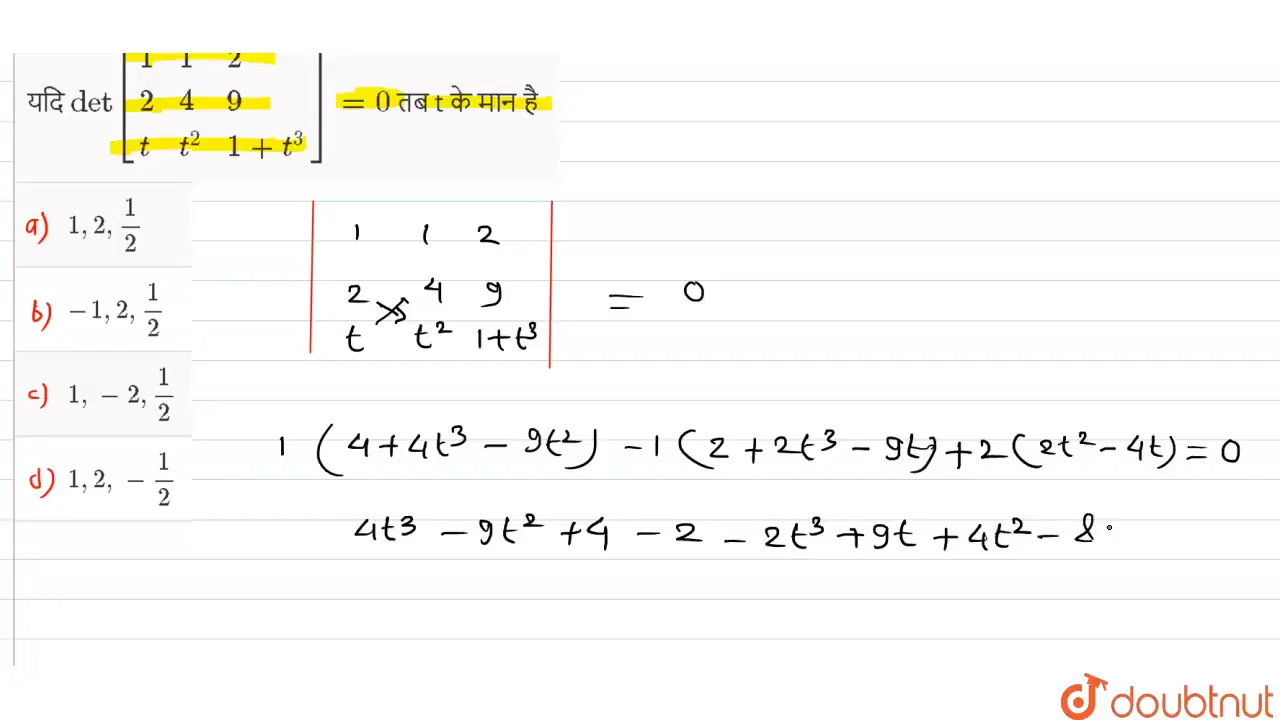 1 1 2
यदि det 2 4 9 = 0 तब t के मान है
t t² 1 + t³
a) 1, 2, 1/2
b) −1, 2, 1/2
c) 1, −2, 1/2
d) 1, 2, −1/2
1 1 2
2 4 9 = 0
t t² 1+t³
1 (4+4t³ − 9t²) − 1 (2 + 2t³ − 9t) + 2 (2t² − 4t) = 0
4t³ − 9t² + 4 − 2 − 2t³ + 9t + 4t² − 8
doubtnut